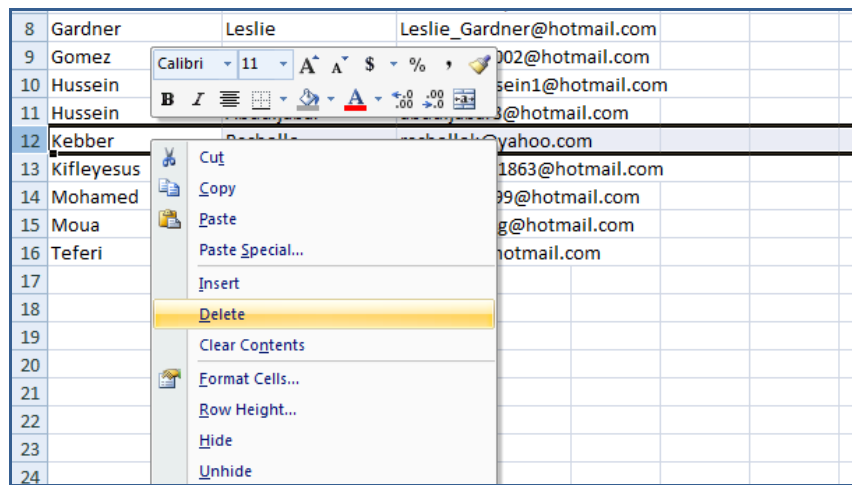 8 Gardner Leslie Leslie_Gardner@hotmail.com
9 Gomez 002@hotmail.com
Calibri 11 A A $ % ,
10 Hussein sein1@hotmail.com
B I A .00 .00 a
11 Hussein 8@hotmail.com
12 Kebber @yahoo.com
Cut
13 Kifleyesus 1863@hotmail.com
Copy
14 Mohamed 99@hotmail.com
Paste
15 Moua g@hotmail.com
Paste Special...
16 Teferi hotmail.com
17
Insert
18
Delete
19
Clear Contents
20
Format Cells...
21
Row Height...
22
Hide
23
Unhide
24